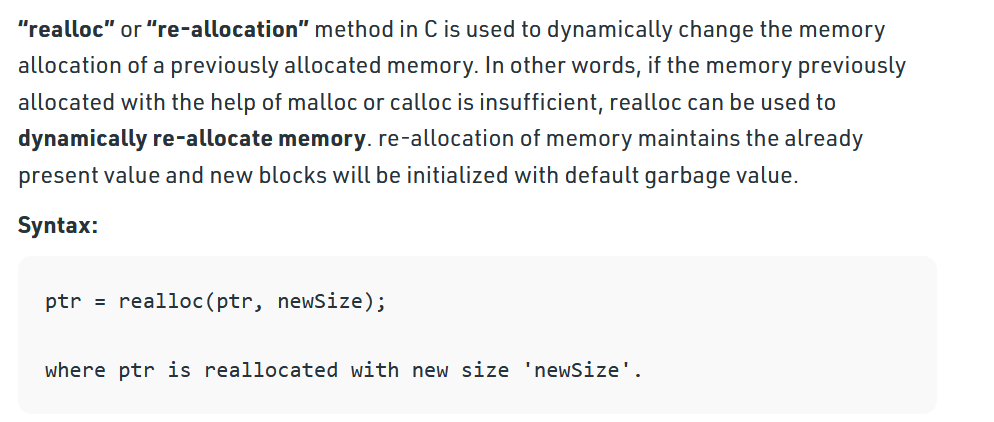 “realloc” or “re-allocation” method in C is used to dynamically change the memory
allocation of a previously allocated memory. In other words, if the memory previously
allocated with the help of malloc or calloc is insufficient, realloc can be used to
dynamically re-allocate memory. re-allocation of memory maintains the already
present value and new blocks will be initialized with default garbage value.
Syntax:
ptr = realloc(ptr, newSize);
where ptr is reallocated with new size 'newSize'.